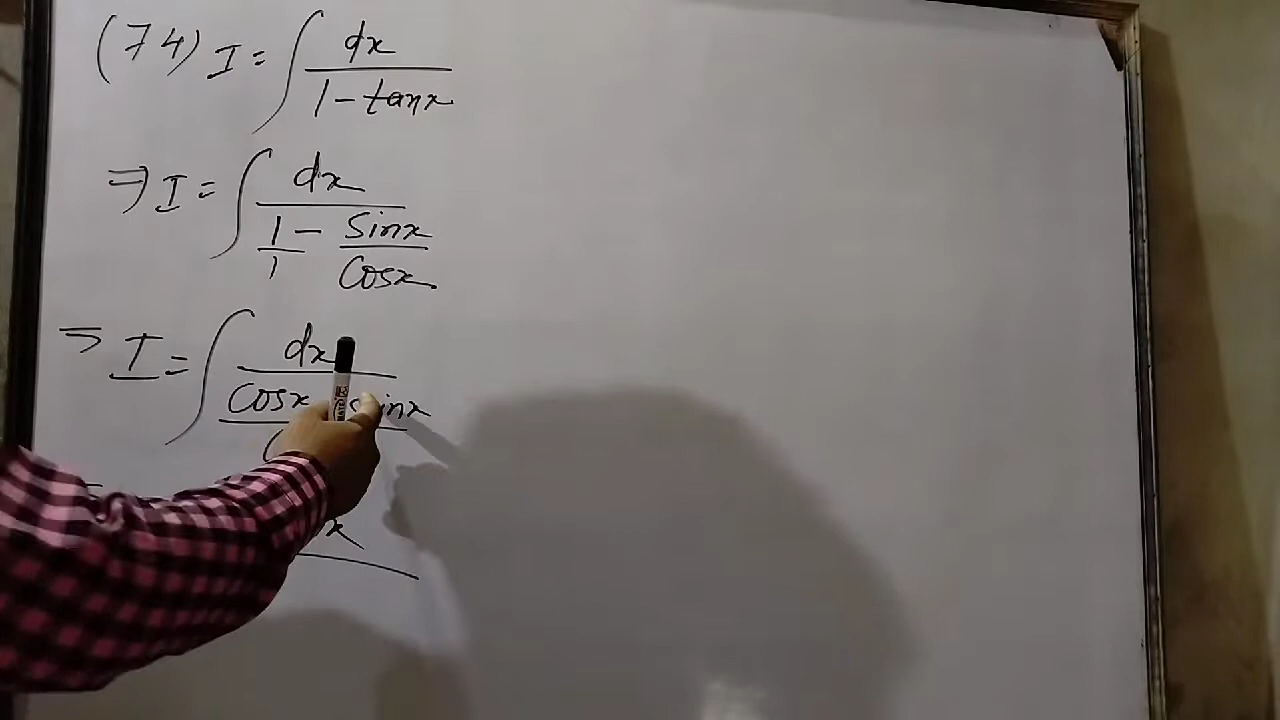 (74) I = ∫ dx / 1 - tanx
⇒ I = ∫ dx / 1/1 - sinx/cosx
⇒ I = ∫ dx / cosx sinx
x